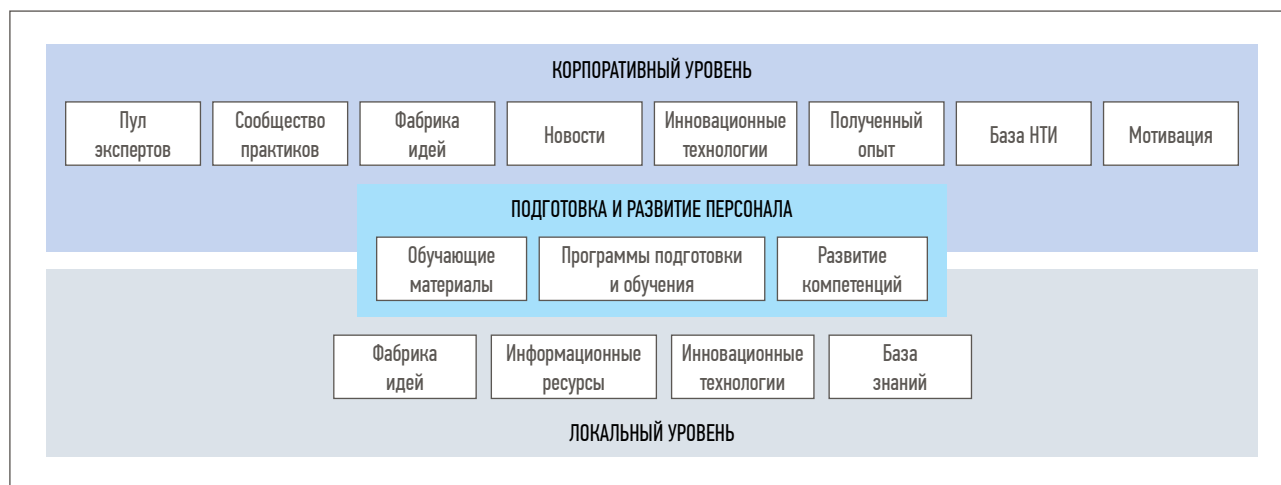 КОРПОРАТИВНЫЙ УРОВЕНЬ
Пул
экспертов
Сообщество
практиков
Фабрика
идей
Новости
Инновационные
технологии
Полученный
опыт
База НТИ
Мотивация
ПОДГОТОВКА И РАЗВИТИЕ ПЕРСОНАЛА
Обучающие
материалы
Программы подготовки
и обучения
Развитие
компетенций
Фабрика
идей
Информационные
ресурсы
Инновационные
технологии
База
знаний
ЛОКАЛЬНЫЙ УРОВЕНЬ